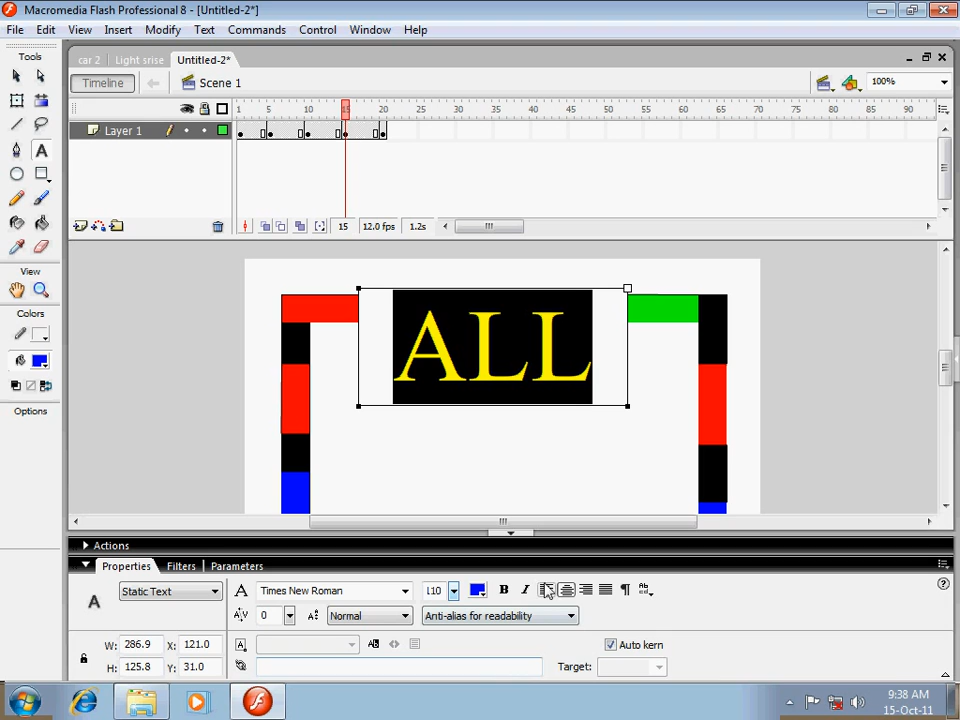 Macromedia Flash Professional 8 - [Untitled-2*]
File Edit View Insert Modify Text Commands Control Window Help
Tools
car 2 Light srise Untitled-2*
Timeline Scene 1 100%
1 5 10 15 20 25 30 35 40 45 50 55 60 65 70 75 80 85 90
Layer 1
15 12.0 fps 1.2s
View
Colors
Options
ALL
Actions
Properties Filters Parameters
Static Text A Times New Roman 110 B I ¶ Ab
A
A|V 0 Normal Anti-alias for readability
W: 286.9 X: 121.0 Auto kern
H: 125.8 Y: 31.0 Target:
9:38 AM
15-Oct-11